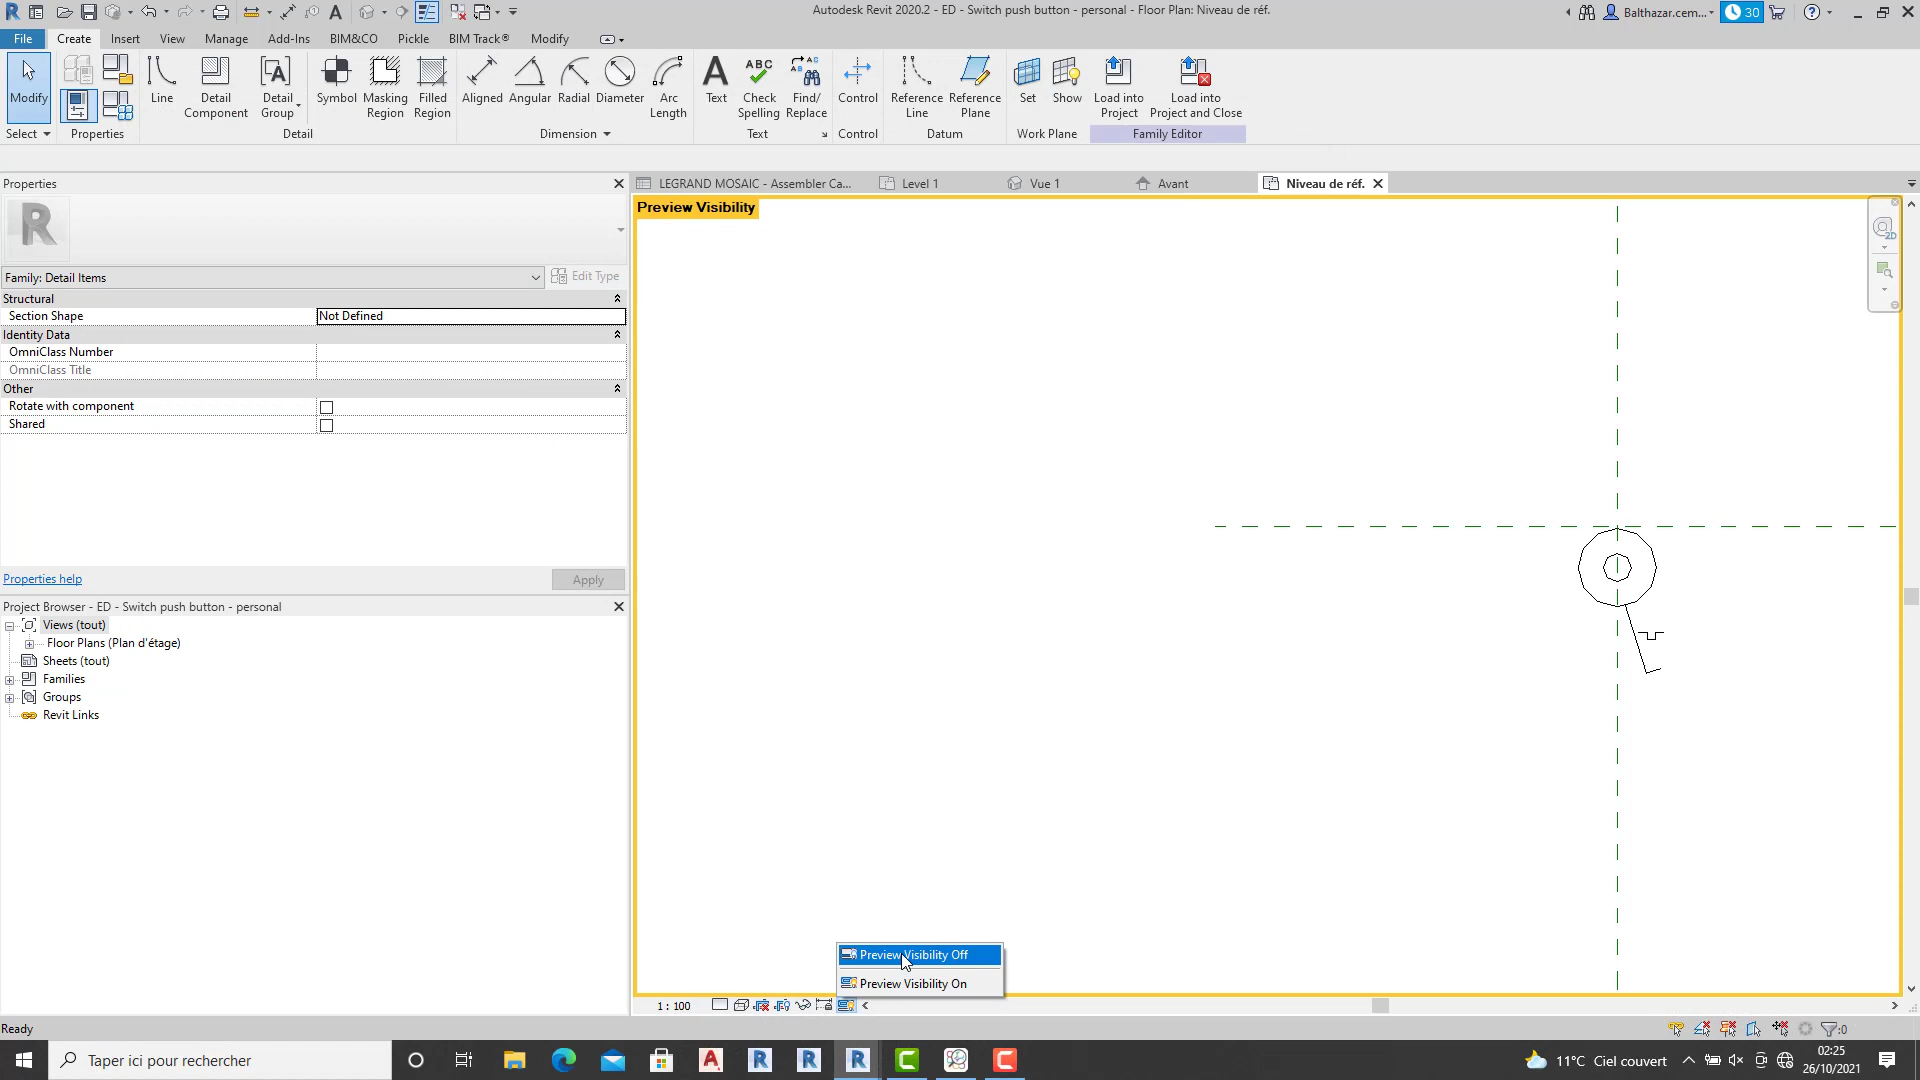 Autodesk Revit 2020.2 - ED - Switch push button - personal - Floor Plan: Niveau de réf.
Balthazar.cem...
30
File
Create
Insert
View
Manage
Add-Ins
BIM&CO
Pickle
BIM Track®
Modify
Modify
Line
Detail
Component
Detail
Group
Symbol
Masking
Region
Filled
Region
Aligned
Angular
Radial
Diameter
Arc
Length
Text
ABC
Check
Spelling
Find/
Replace
Control
Reference
Line
Reference
Plane
Set
Show
Load into
Project
Load into
Project and Close
Select
Properties
Detail
Dimension
Text
Control
Datum
Work Plane
Family Editor
Properties
LEGRAND MOSAIC - Assembler Ca...
Level 1
Vue 1
Avant
Niveau de réf.
Preview Visibility
2D
Family: Detail Items
Edit Type
Structural
Section Shape
Not Defined
Identity Data
OmniClass Number
OmniClass Title
Other
Rotate with component
Shared
Properties help
Apply
Project Browser - ED - Switch push button - personal
Views (tout)
Floor Plans (Plan d'étage)
Sheets (tout)
Families
Groups
Revit Links
Preview Visibility Off
Preview Visibility On
1 : 100
Ready
:0
Taper ici pour rechercher
11°C Ciel couvert
02:25
26/10/2021